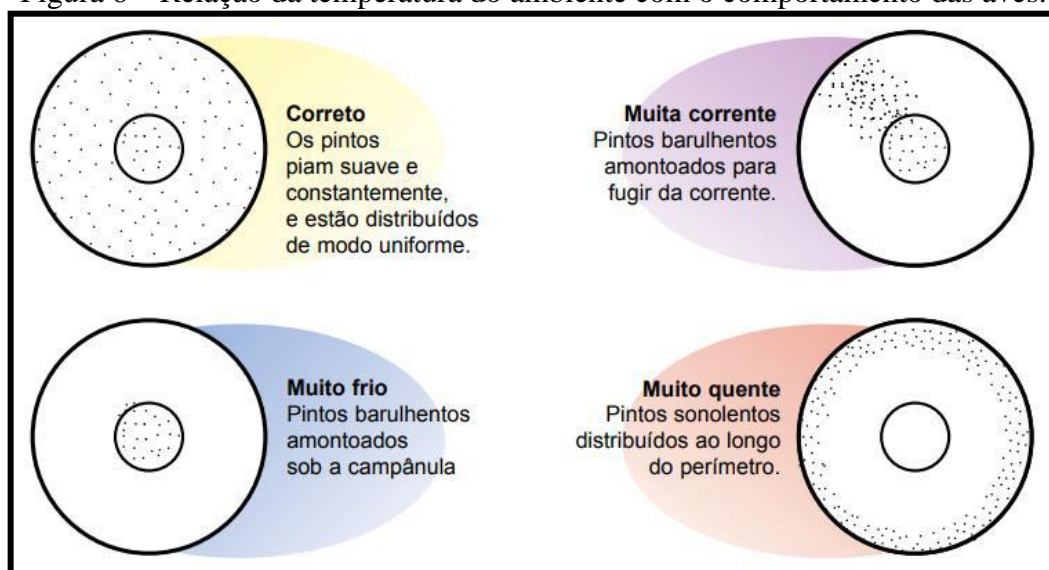 Figura 6 – Relação da temperatura do ambiente com o comportamento das aves.
Correto
Os pintos
piam suave e
constantemente,
e estão distribuídos
de modo uniforme.
Muita corrente
Pintos barulhentos
amontoados para
fugir da corrente.
Muito frio
Pintos barulhentos
amontoados
sob a campânula
Muito quente
Pintos sonolentos
distribuídos ao longo
do perímetro.